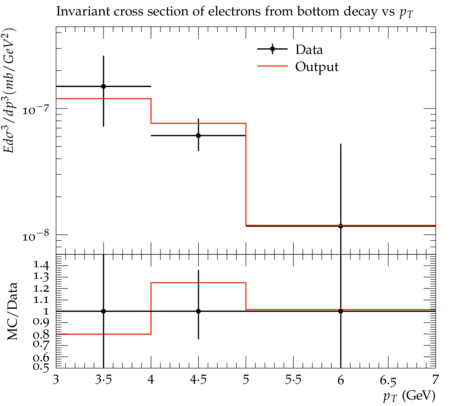 Invariant cross section of electrons from bottom decay vs p_T
Edσ³/dp³(mb/GeV²)
Data
Output
10⁻⁷
10⁻⁸
MC/Data
1.4
1.3
1.2
1.1
1
0.9
0.8
0.7
0.6
0.5
3 3.5 4 4.5 5 5.5 6 6.5 7
p_T (GeV)